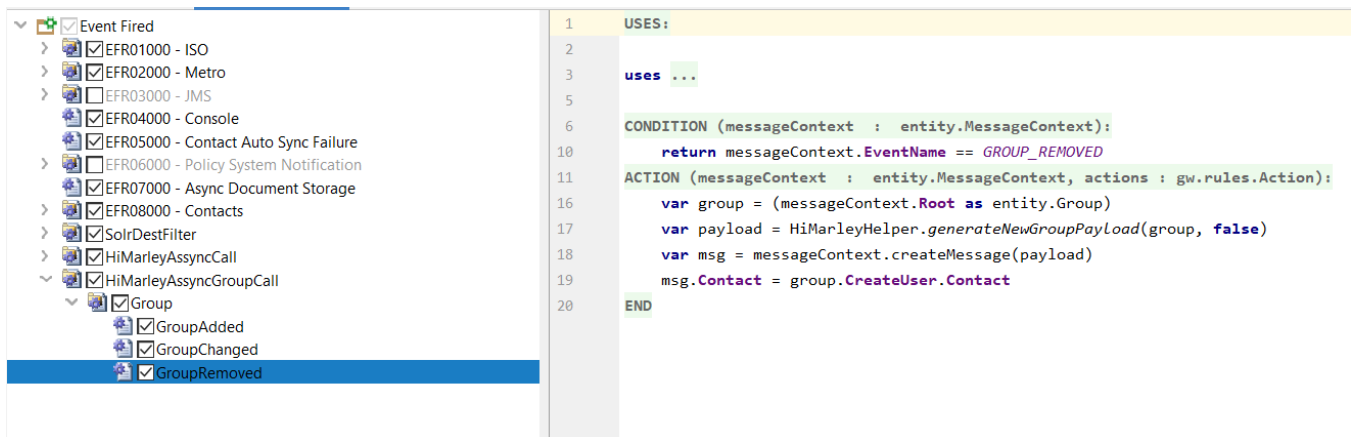 Event Fired
EFR01000 - ISO
EFR02000 - Metro
EFR03000 - JMS
EFR04000 - Console
EFR05000 - Contact Auto Sync Failure
EFR06000 - Policy System Notification
EFR07000 - Async Document Storage
EFR08000 - Contacts
SolrDestFilter
HiMarleyAssyncCall
HiMarleyAssyncGroupCall
Group
GroupAdded
GroupChanged
GroupRemoved
1 USES:
2
3 uses ...
5
6 CONDITION (messageContext : entity.MessageContext):
10 return messageContext.EventName == GROUP_REMOVED
11 ACTION (messageContext : entity.MessageContext, actions : gw.rules.Action):
16 var group = (messageContext.Root as entity.Group)
17 var payload = HiMarleyHelper.generateNewGroupPayload(group, false)
18 var msg = messageContext.createMessage(payload)
19 msg.Contact = group.CreateUser.Contact
20 END